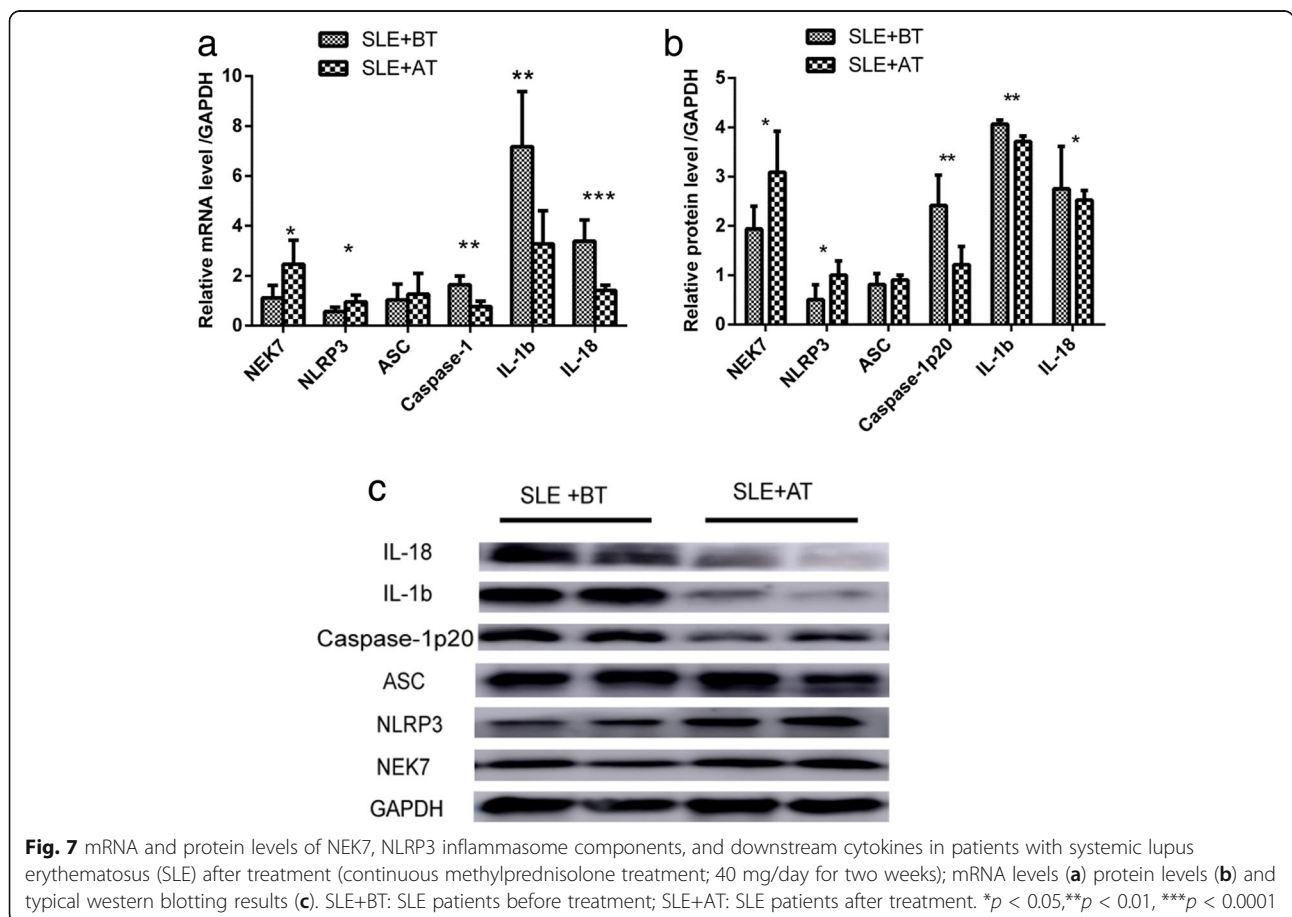 a
SLE+BT
SLE+AT
Relative mRNA level /GAPDH
10
8
6
4
2
0
*
*
**
**
***
NEK7
NLRP3
ASC
Caspase-1
IL-1b
IL-18
b
SLE+BT
SLE+AT
Relative protein level /GAPDH
5
4
3
2
1
0
*
*
**
**
*
NEK7
NLRP3
ASC
Caspase-1p20
IL-1b
IL-18
c
SLE +BT
SLE+AT
IL-18
IL-1b
Caspase-1p20
ASC
NLRP3
NEK7
GAPDH
Fig. 7 mRNA and protein levels of NEK7, NLRP3 inflammasome components, and downstream cytokines in patients with systemic lupus
erythematosus (SLE) after treatment (continuous methylprednisolone treatment; 40 mg/day for two weeks); mRNA levels (a) protein levels (b) and
typical western blotting results (c). SLE+BT: SLE patients before treatment; SLE+AT: SLE patients after treatment. *p < 0.05,**p < 0.01, ***p < 0.0001